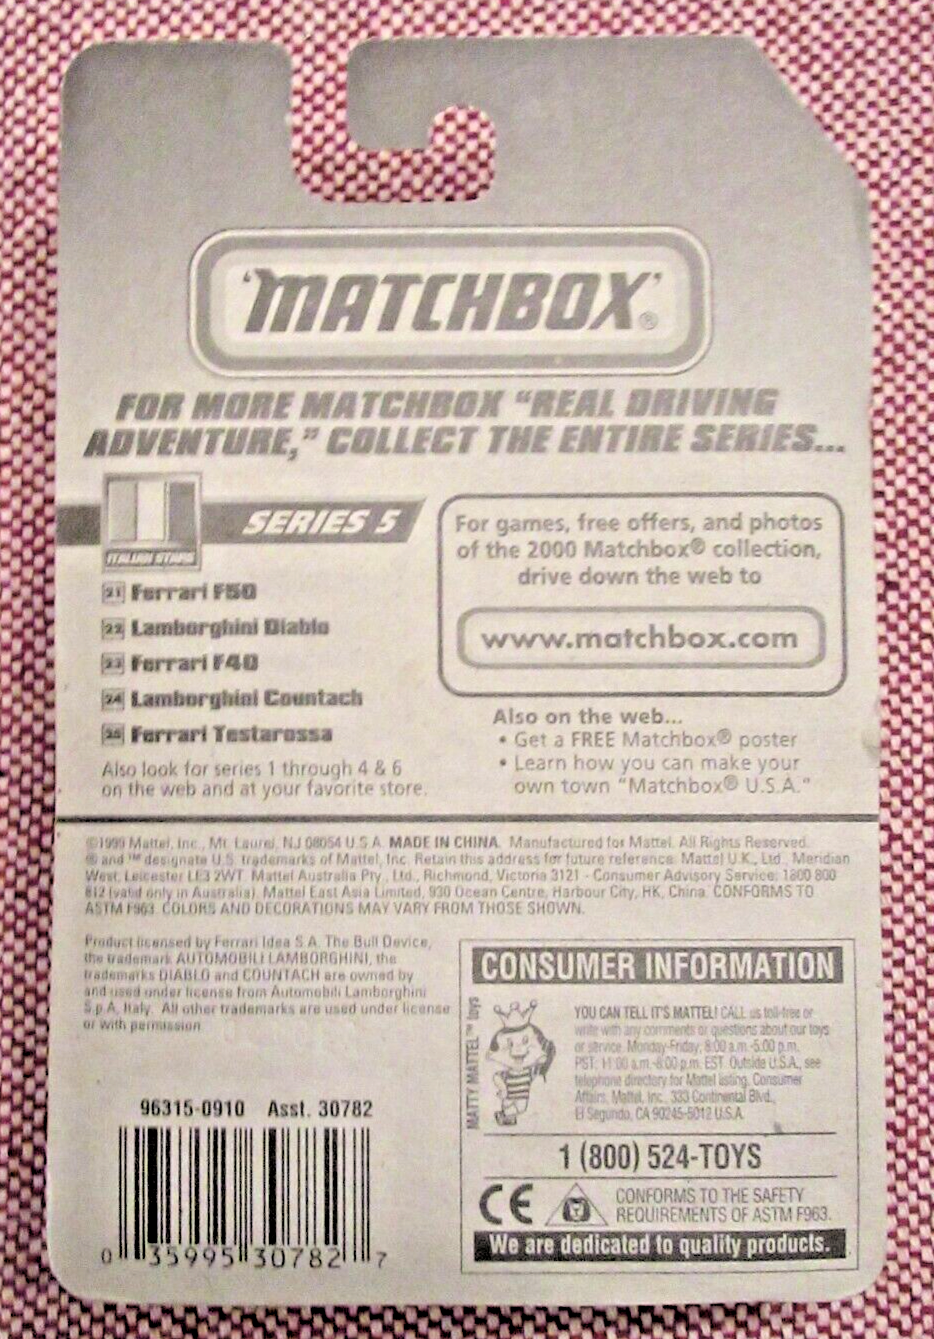 'MATCHBOX'®
FOR MORE MATCHBOX "REAL DRIVING
ADVENTURE," COLLECT THE ENTIRE SERIES...
ITALIAN STARS
SERIES 5
21 Ferrari F50
22 Lamborghini Diablo
23 Ferrari F40
24 Lamborghini Countach
25 Ferrari Testarossa
Also look for series 1 through 4 & 6
on the web and at your favorite store.
For games, free offers, and photos
of the 2000 Matchbox® collection,
drive down the web to
www.matchbox.com
Also on the web...
• Get a FREE Matchbox® poster
• Learn how you can make your
own town "Matchbox® U.S.A."
©1999 Mattel, Inc., Mt. Laurel, NJ 08054 U.S.A. MADE IN CHINA. Manufactured for Mattel. All Rights Reserved.
® and ™ designate U.S. trademarks of Mattel, Inc. Retain this address for future reference: Mattel U.K., Ltd., Meridian
West, Leicester LE3 2WT. Mattel Australia Pty., Ltd., Richmond, Victoria 3121 - Consumer Advisory Service: 1800 800
812 (valid only in Australia). Mattel East Asia Limited, 930 Ocean Centre, Harbour City, HK, China. CONFORMS TO
ASTM F963. COLORS AND DECORATIONS MAY VARY FROM THOSE SHOWN.
Product licensed by Ferrari Idea S.A. The Bull Device,
the trademark AUTOMOBILI LAMBORGHINI, the
trademarks DIABLO and COUNTACH are owned by
and used under license from Automobili Lamborghini
S.p.A. Italy. All other trademarks are used under license
or with permission.
96315-0910 Asst. 30782
0 35995 30782 7
CONSUMER INFORMATION
MATTY MATTEL™ toys
YOU CAN TELL IT'S MATTEL! CALL us toll-free or
write with any comments or questions about our toys
or service. Monday-Friday, 8:00 a.m.-5:00 p.m.
PST; 11:00 a.m.-8:00 p.m. EST. Outside U.S.A., see
telephone directory for Mattel listing. Consumer
Affairs, Mattel, Inc., 333 Continental Blvd.,
El Segundo, CA 90245-5012 U.S.A.
1 (800) 524-TOYS
CE
CONFORMS TO THE SAFETY
REQUIREMENTS OF ASTM F963.
We are dedicated to quality products.